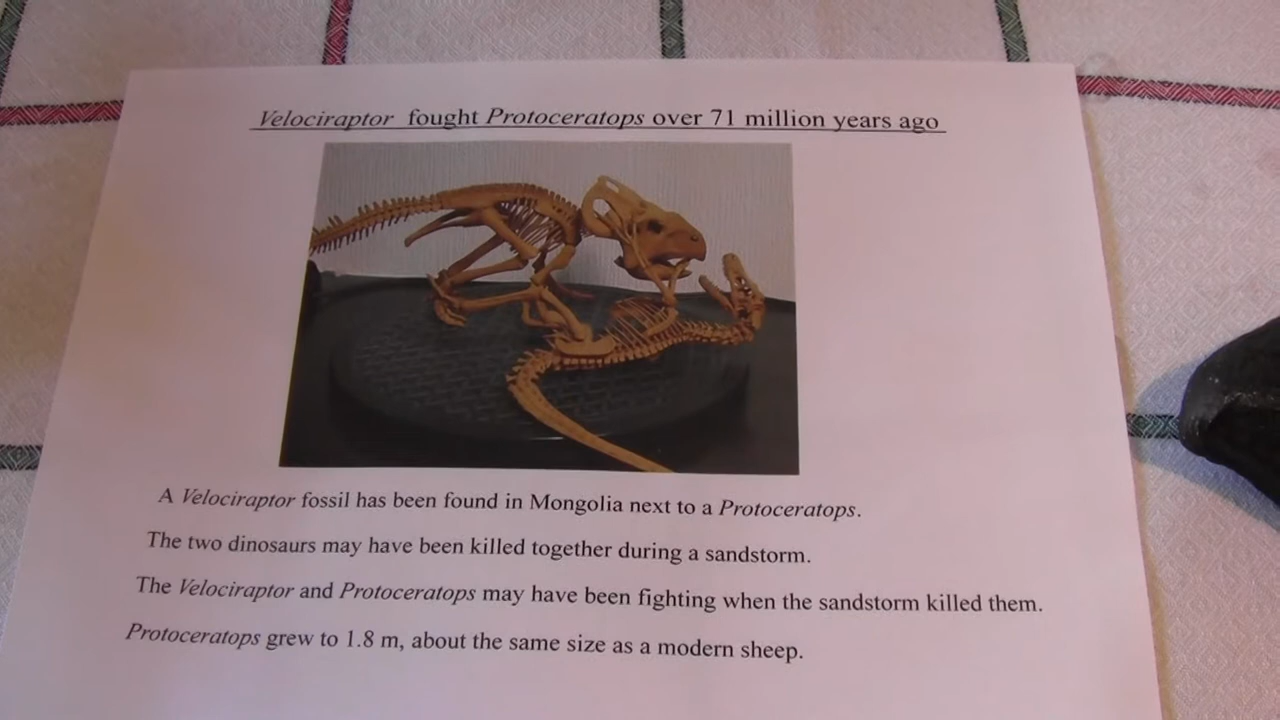 Velociraptor fought Protoceratops over 71 million years ago
A Velociraptor fossil has been found in Mongolia next to a Protoceratops.
The two dinosaurs may have been killed together during a sandstorm.
The Velociraptor and Protoceratops may have been fighting when the sandstorm killed them.
Protoceratops grew to 1.8 m, about the same size as a modern sheep.